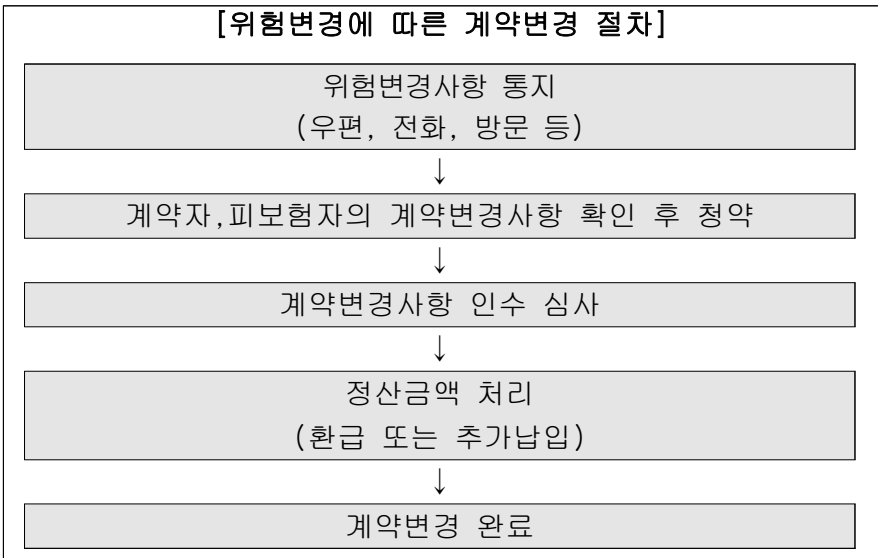 [위험변경에 따른 계약변경 절차]
위험변경사항 통지
(우편, 전화, 방문 등)
↓
계약자,피보험자의 계약변경사항 확인 후 청약
↓
계약변경사항 인수 심사
↓
정산금액 처리
(환급 또는 추가납입)
↓
계약변경 완료